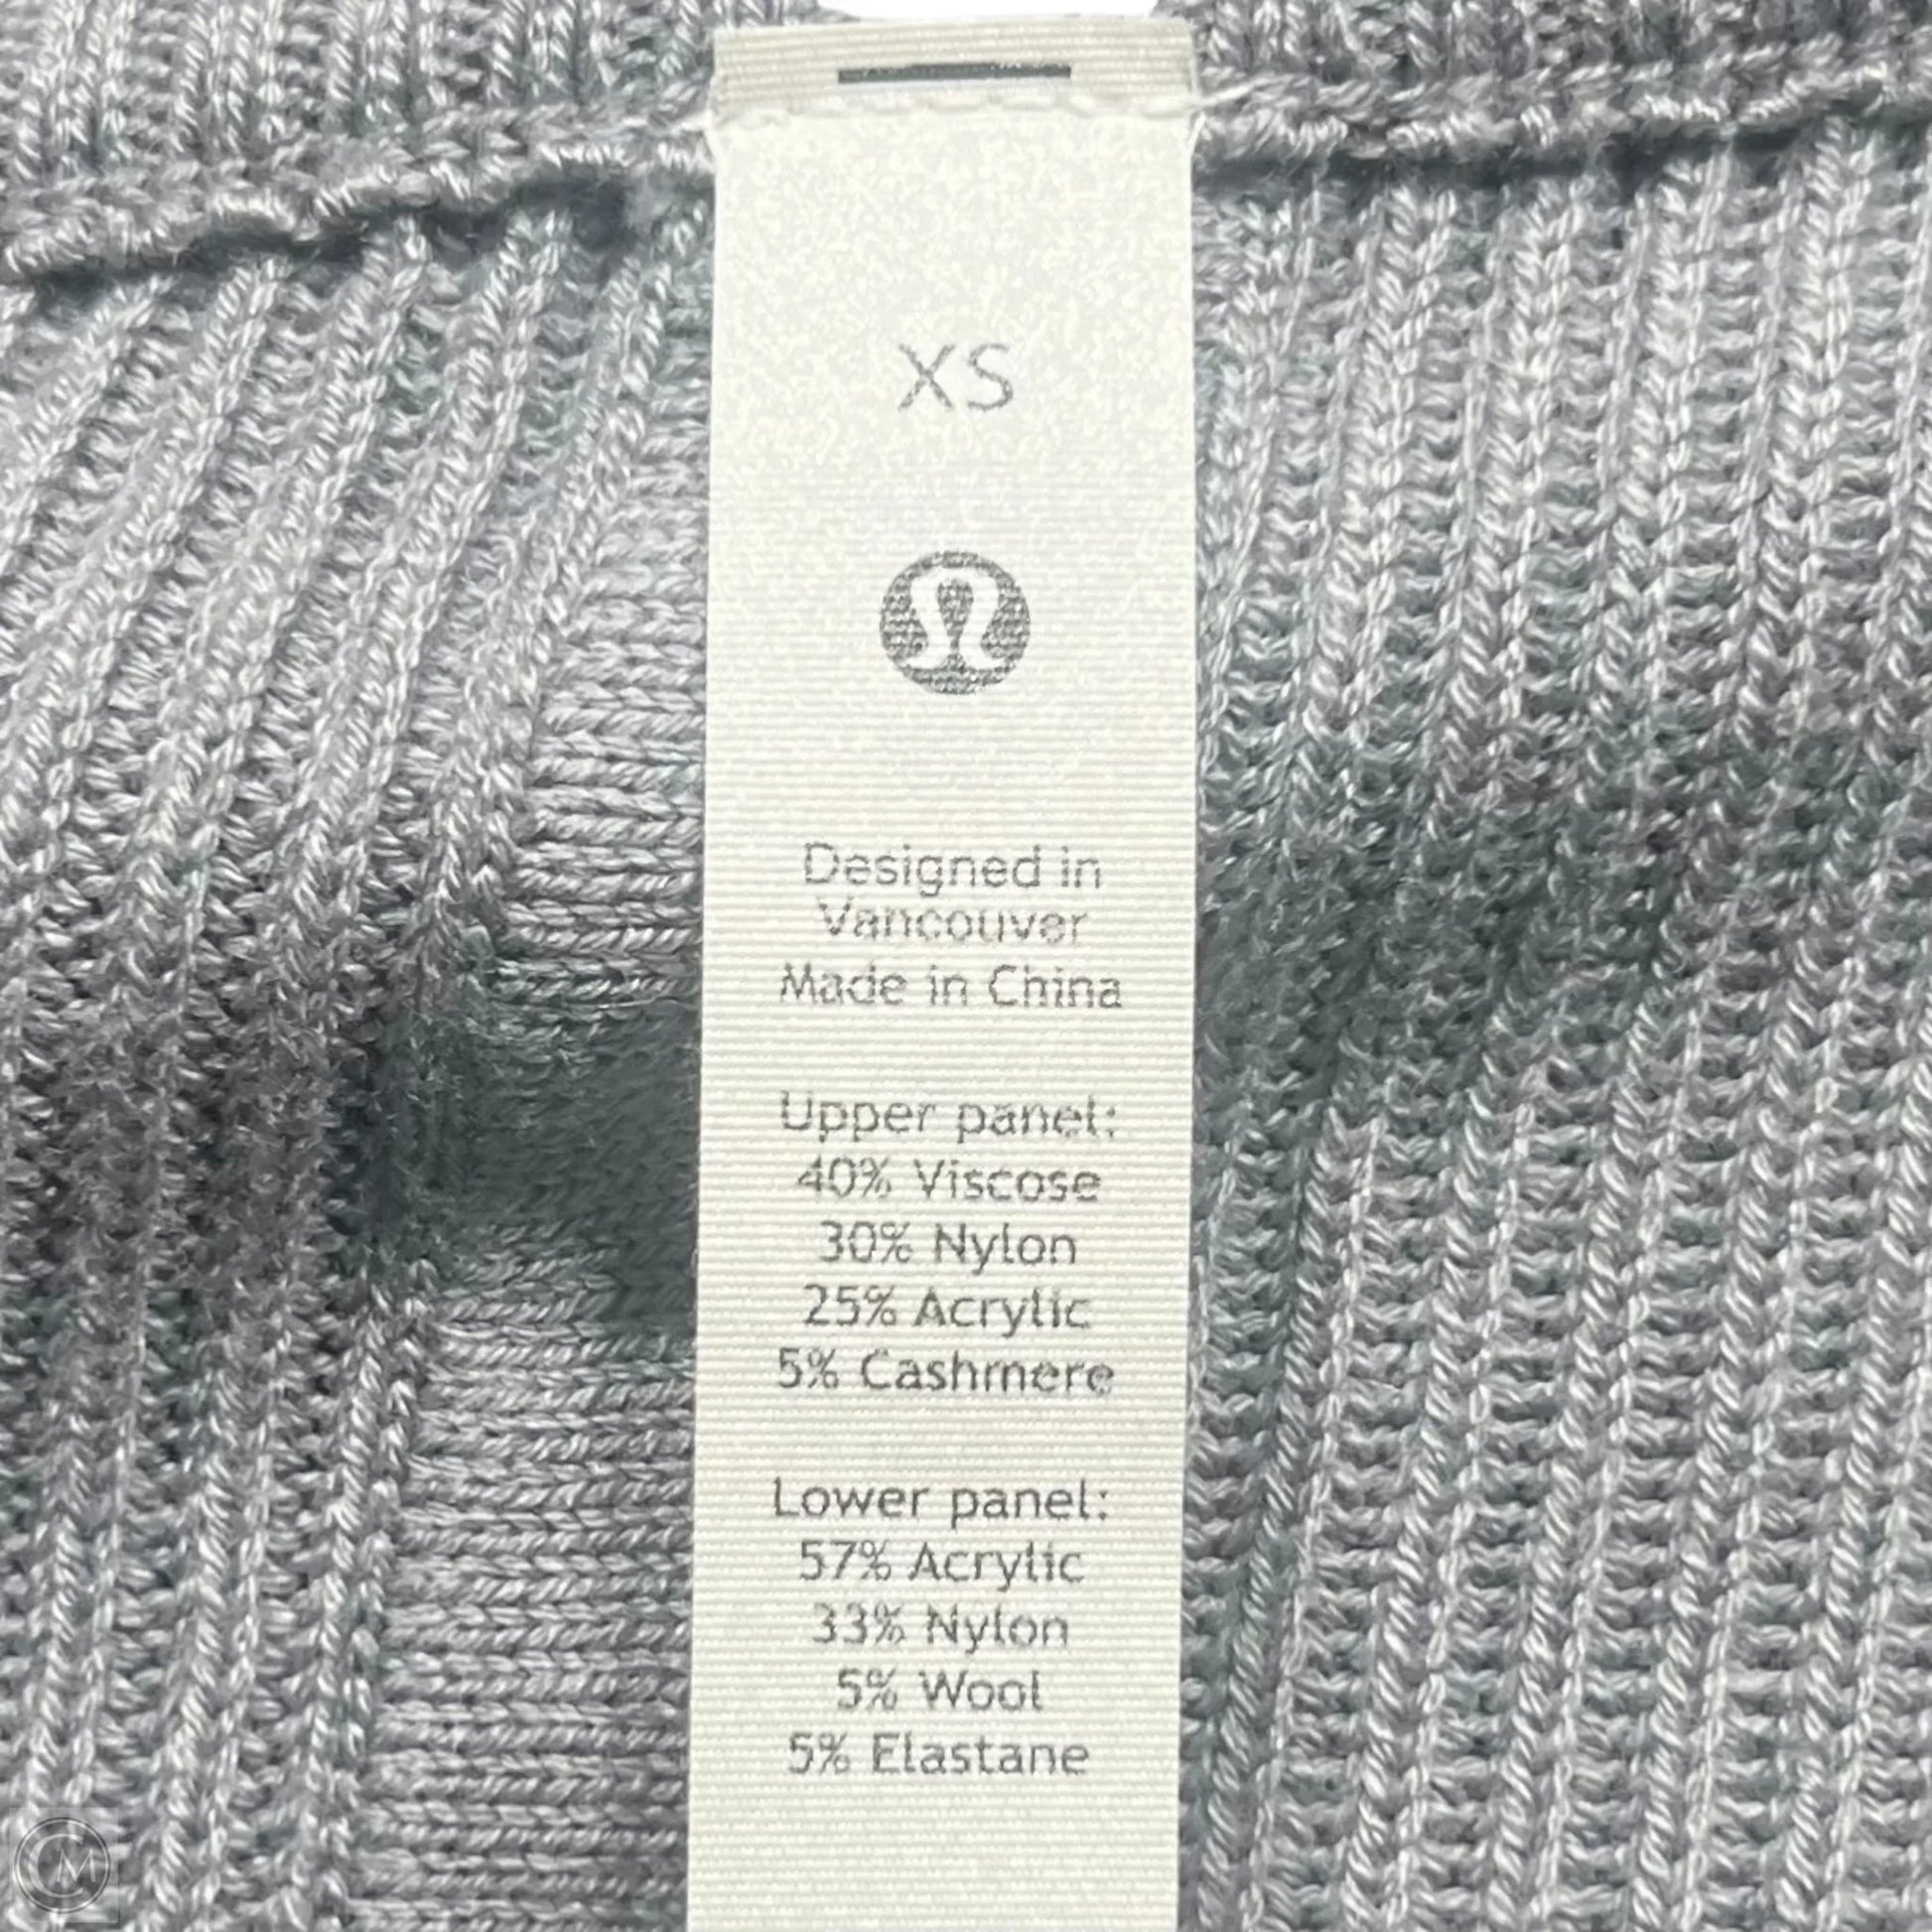 XS
Designed in
Vancouver
Made in China
Upper panel:
40% Viscose
30% Nylon
25% Acrylic
5% Cashmere
Lower panel:
57% Acrylic
33% Nylon
5% Wool
5% Elastane
CM